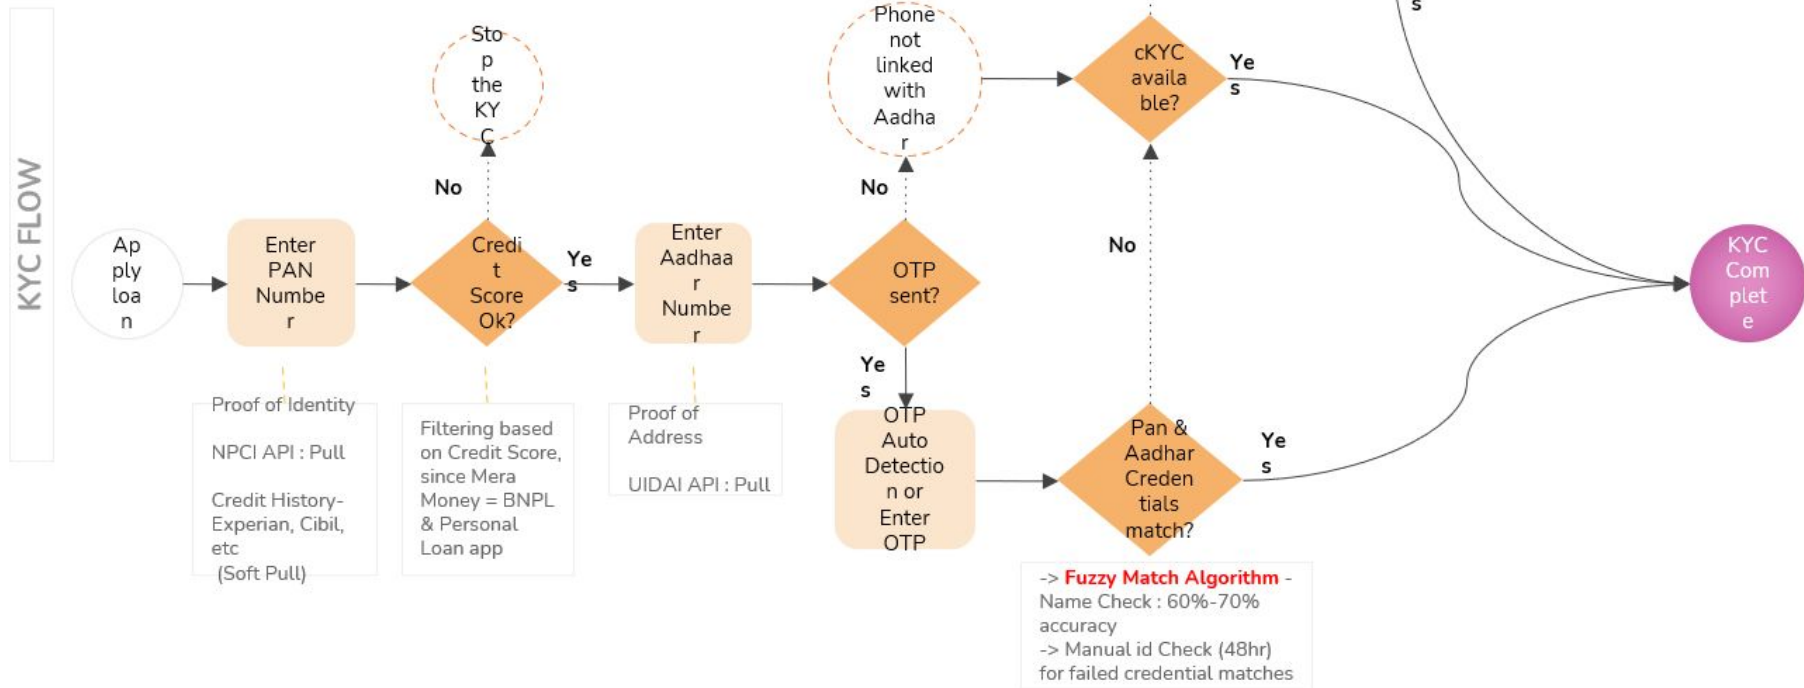 KYC FLOW
Ap
ply
loa
n
Enter
PAN
Numbe
r
Proof of Identity
NPCI API : Pull
Credit History-
Experian, Cibil,
etc
(Soft Pull)
Sto
p
the
KY
C
No
Credi
t
Score
Ok?
Ye
s
Filtering based
on Credit Score,
since Mera
Money = BNPL
& Personal
Loan app
Enter
Aadhaa
r
Numbe
r
Proof of
Address
UIDAI API : Pull
Phone
not
linked
with
Aadha
r
No
OTP
sent?
Ye
s
OTP
Auto
Detectio
n or
Enter
OTP
cKYC
availa
ble?
Ye
s
No
Pan &
Aadhar
Creden
tials
match?
Ye
s
-> Fuzzy Match Algorithm -
Name Check : 60%-70%
accuracy
-> Manual id Check (48hr)
for failed credential matches
s
KYC
Com
plet
e